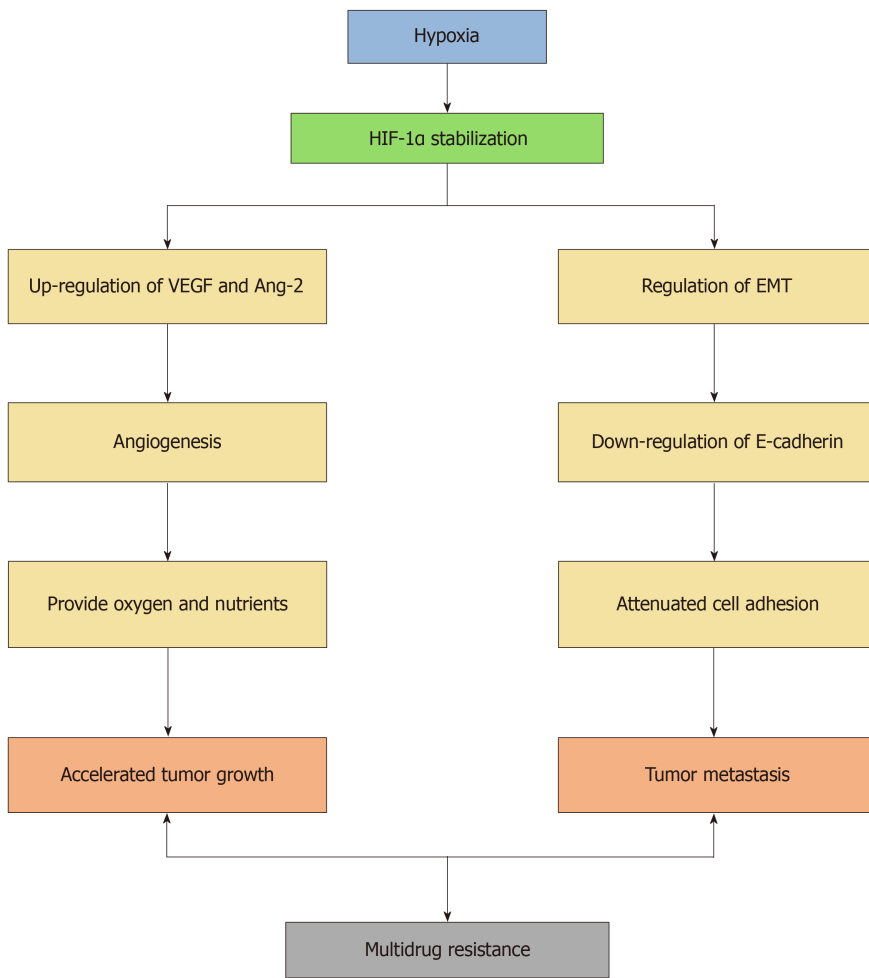 Hypoxia
HIF-1α stabilization
Up-regulation of VEGF and Ang-2
Regulation of EMT
Angiogenesis
Down-regulation of E-cadherin
Provide oxygen and nutrients
Attenuated cell adhesion
Accelerated tumor growth
Tumor metastasis
Multidrug resistance